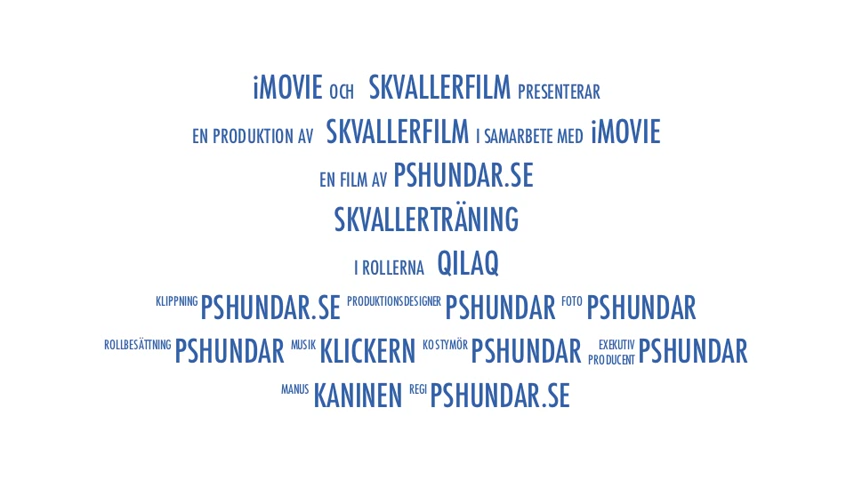 iMOVIE OCH SKVALLERFILM PRESENTERAR
EN PRODUKTION AV SKVALLERFILM I SAMARBETE MED iMOVIE
EN FILM AV PSHUNDAR.SE
SKVALLERTRÄNING
I ROLLERNA QILAQ
KLIPPNING PSHUNDAR.SE PRODUKTIONSDESIGNER PSHUNDAR FOTO PSHUNDAR
ROLLBESÄTTNING PSHUNDAR MUSIK KLICKERN KOSTYMÖR PSHUNDAR EXEKUTIV PRODUCENT PSHUNDAR
MANUS KANINEN REGI PSHUNDAR.SE